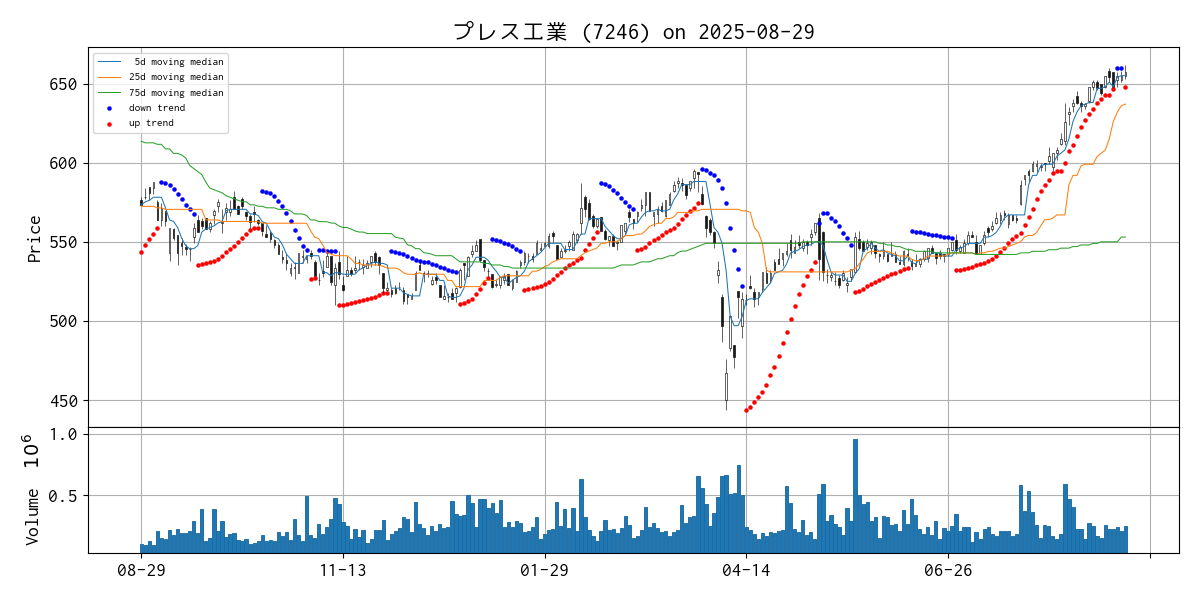 プレス工業 (7246) on 2025-08-29
5d moving median
25d moving median
75d moving median
down trend
up trend
Price
650
600
550
500
450
Volume 10^6
1.0
0.5
08-29 11-13 01-29 04-14 06-26